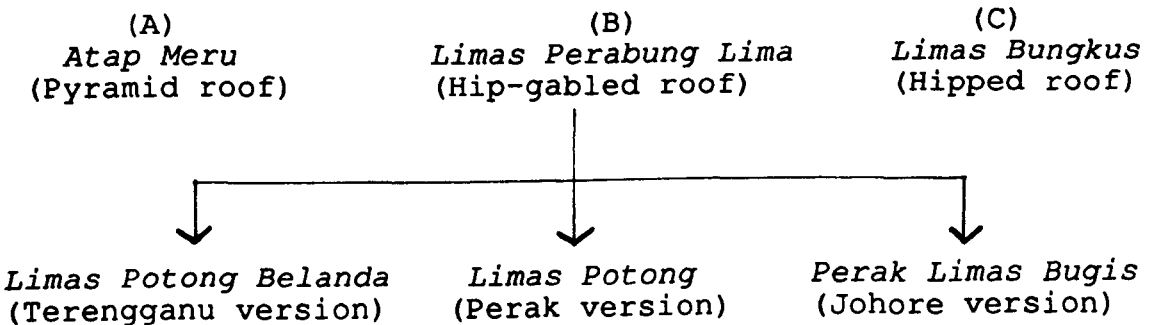 (A) (B) (C)
Atap Meru Limas Perabung Lima Limas Bungkus
(Pyramid roof) (Hip-gabled roof) (Hipped roof)
Limas Potong Belanda Limas Potong Perak Limas Bugis
(Terengganu version) (Perak version) (Johore version)